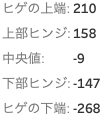 ヒゲの上端: 210
上部ヒンジ: 158
中央値: -9
下部ヒンジ: -147
ヒゲの下端: -268